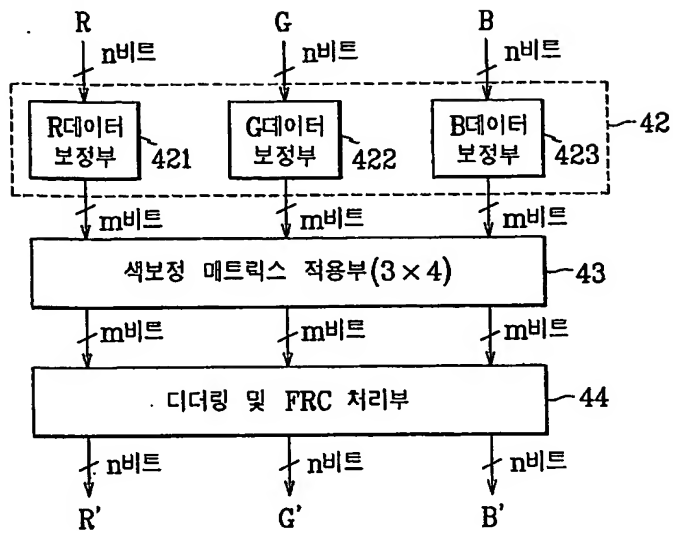 R G B
n비트 n비트 n비트
R데이터 보정부 421
G데이터 보정부 422
B데이터 보정부 423
42
m비트 m비트 m비트
색보정 매트릭스 적용부(3×4) 43
m비트 m비트 m비트
디더링 및 FRC 처리부 44
n비트 n비트 n비트
R' G' B'